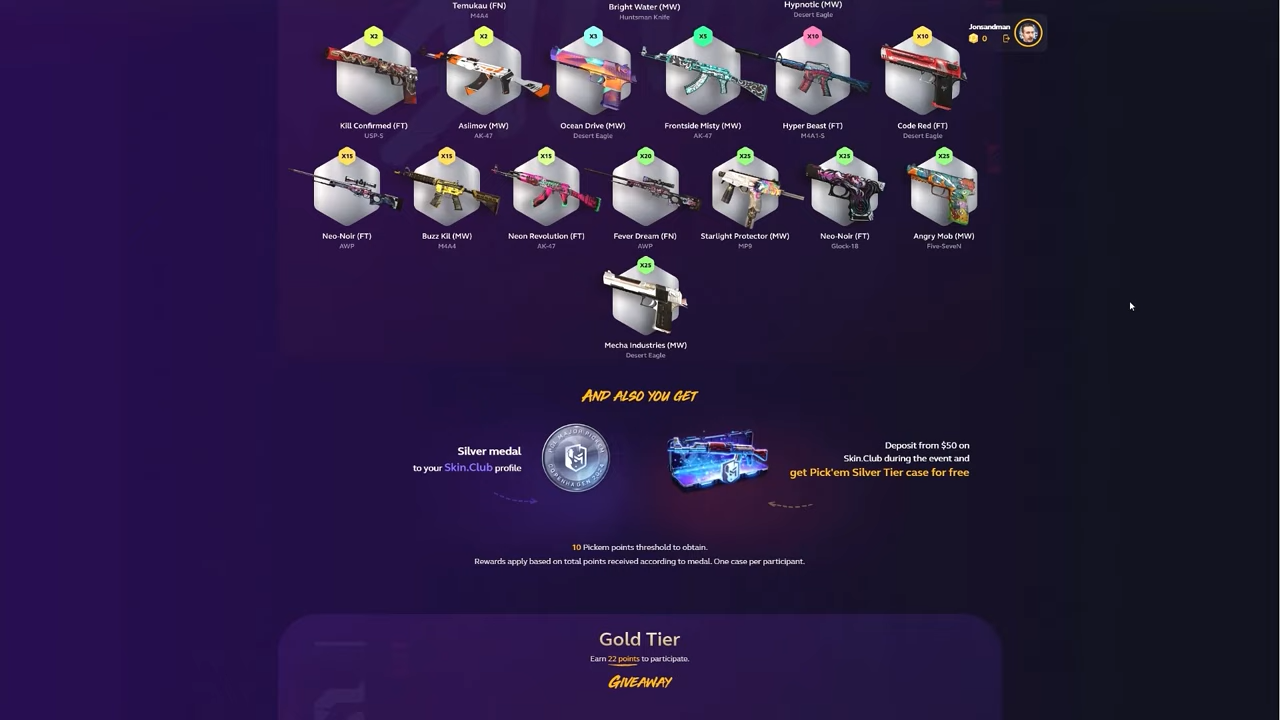 Temukau (FN)
M4A4
Bright Water (MW)
Huntsman Knife
Hypnotic (MW)
Desert Eagle
Jonsandman
0
X2
X2
X3
X5
X10
X10
Kill Confirmed (FT)
USP-S
Asiimov (MW)
AK-47
Ocean Drive (MW)
Desert Eagle
Frontside Misty (MW)
AK-47
Hyper Beast (FT)
M4A1-S
Code Red (FT)
Desert Eagle
X15
X15
X15
X20
X25
X25
X25
Neo-Noir (FT)
AWP
Buzz Kil (MW)
M4A4
Neon Revolution (FT)
AK-47
Fever Dream (FN)
AWP
Starlight Protector (MW)
MP9
Neo-Noir (FT)
Glock-18
Angry Mob (MW)
Five-SeveN
X25
Mecha Industries (MW)
Desert Eagle
AND ALSO YOU GET
Silver medal
to your Skin.Club profile
COPENHAGEN 2024
Deposit from $50 on
Skin.Club during the event and
get Pick'em Silver Tier case for free
10 Pickem points threshold to obtain.
Rewards apply based on total points received according to medal. One case per participant.
Gold Tier
Earn 22 points to participate.
GIVEAWAY